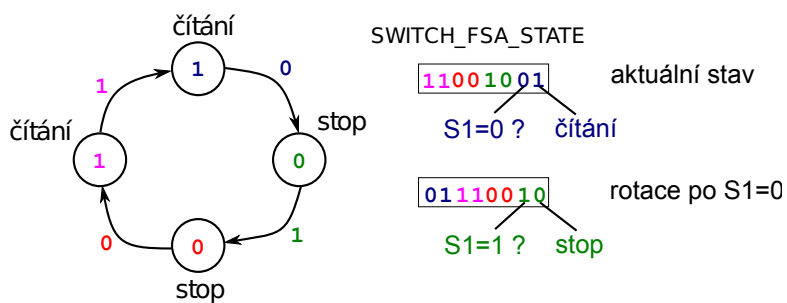 čítání
1
0
1
čítání
1
stop
0
0
0
1
stop
SWITCH_FSA_STATE
11001001 aktuální stav
S1=0 ? čítání
01110010 rotace po S1=0
S1=1 ? stop